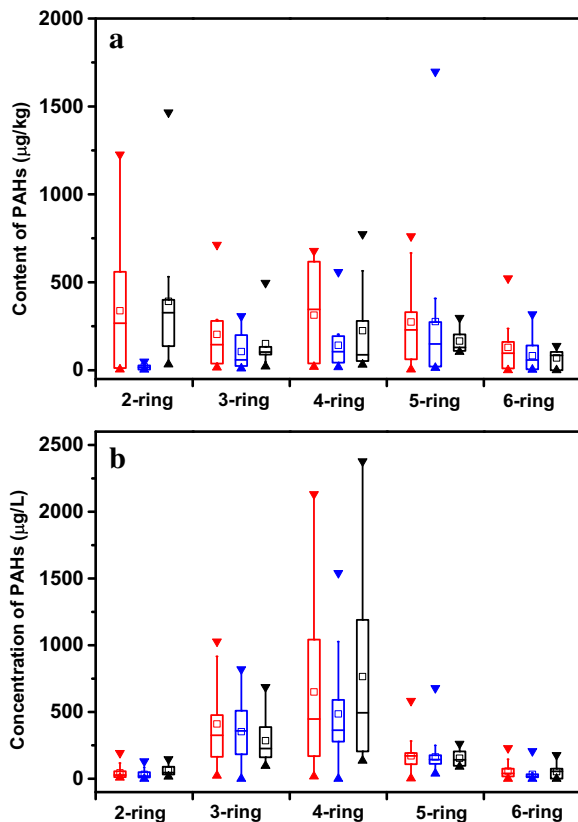 a
2000
1500
1000
500
0
Content of PAHs (μg/kg)
2-ring 3-ring 4-ring 5-ring 6-ring
b
2500
2000
1500
1000
500
0
Concentration of PAHs (μg/L)
2-ring 3-ring 4-ring 5-ring 6-ring